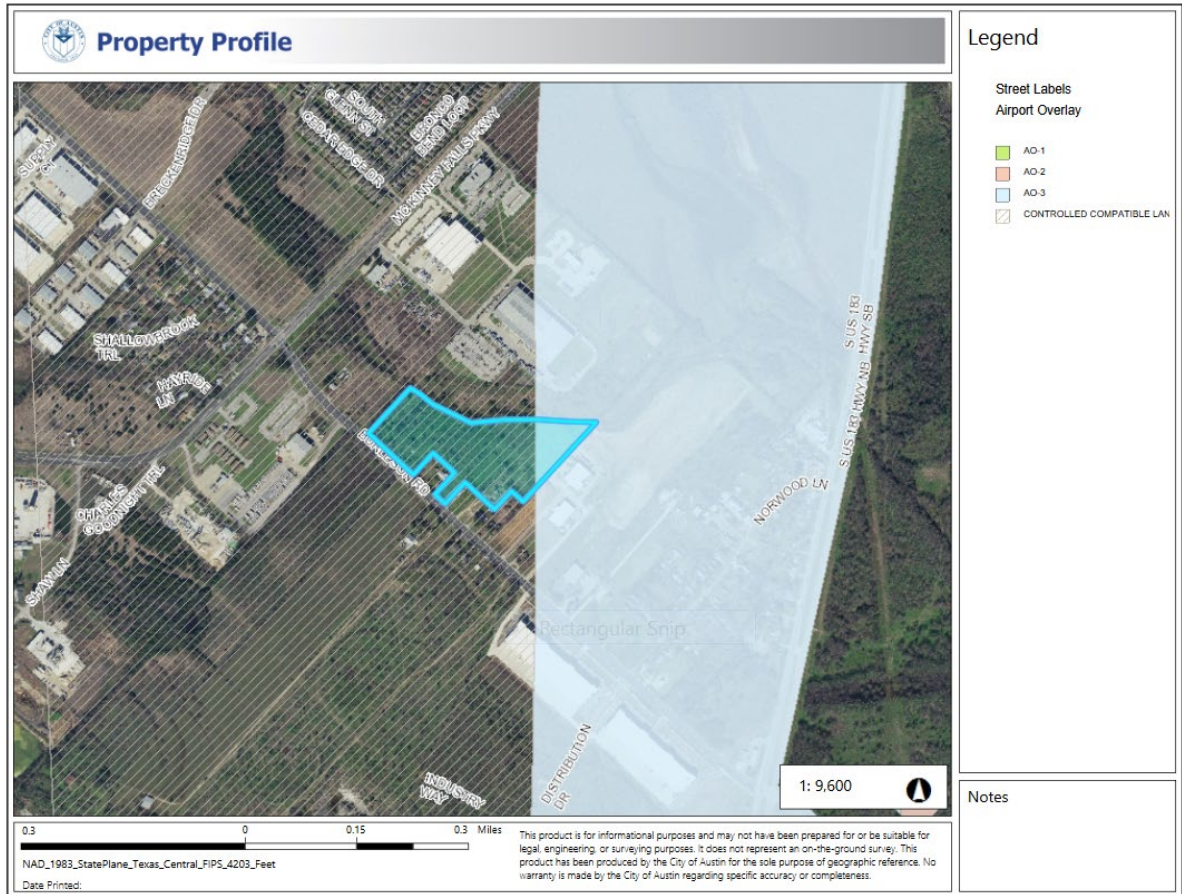 CITY OF AUSTIN
Property Profile
Legend
Street Labels
Airport Overlay
AO-1
AO-2
AO-3
CONTROLLED COMPATIBLE LAN
SOUTH
GLENN ST
CEDAR EDGE DR
BRONCO
BEND LOOP
MCKINNEY FALLS PKWY
BRECKENRIDGE DR
SHALLOWBROOK
TRL
HAYRIDE
LN
CHARLES
GOODNIGHT TRL
SHAW LN
BURLESON RD
S US 183
S US 183 HWY NB HWY SB
NORWOOD LN
Rectangular Snip
DISTRIBUTION
DR
INDUSTRY
WAY
1: 9,600
Notes
0.3 0 0.15 0.3 Miles
NAD_1983_StatePlane_Texas_Central_FIPS_4203_Feet
Date Printed:
This product is for informational purposes and may not have been prepared for or be suitable for
legal, engineering, or surveying purposes. It does not represent an on-the-ground survey. This
product has been produced by the City of Austin for the sole purpose of geographic reference. No
warranty is made by the City of Austin regarding specific accuracy or completeness.